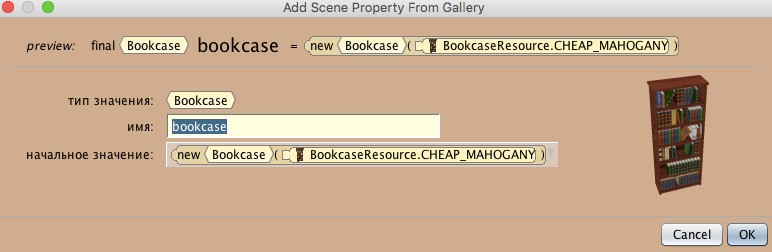 Add Scene Property From Gallery
preview: final Bookcase bookcase = new Bookcase( BookcaseResource.CHEAP_MAHOGANY )
тип значения: Bookcase
имя: bookcase
начальное значение: new Bookcase( BookcaseResource.CHEAP_MAHOGANY )
Cancel OK